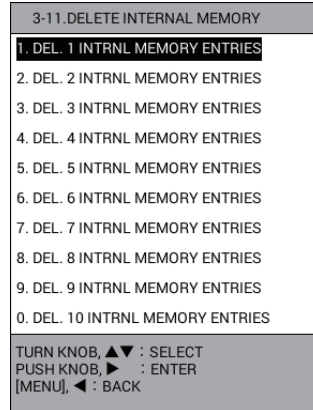 3-11.DELETE INTERNAL MEMORY
1. DEL. 1 INTRNL MEMORY ENTRIES
2. DEL. 2 INTRNL MEMORY ENTRIES
3. DEL. 3 INTRNL MEMORY ENTRIES
4. DEL. 4 INTRNL MEMORY ENTRIES
5. DEL. 5 INTRNL MEMORY ENTRIES
6. DEL. 6 INTRNL MEMORY ENTRIES
7. DEL. 7 INTRNL MEMORY ENTRIES
8. DEL. 8 INTRNL MEMORY ENTRIES
9. DEL. 9 INTRNL MEMORY ENTRIES
0. DEL. 10 INTRNL MEMORY ENTRIES
TURN KNOB, ▲▼ : SELECT
PUSH KNOB, ▶ : ENTER
[MENU], ◀ : BACK